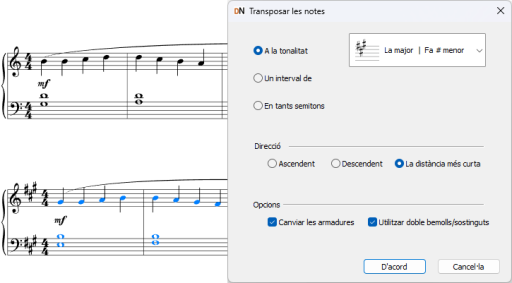 DN Transposar les notes
A la tonalitat
La major | Fa # menor
Un interval de
En tants semitons
Direcció
Ascendent
Descendent
La distància més curta
Opcions
Canviar les armadures
Utilitzar doble bemolls/sostinguts
D'acord
Cancel·la
mf
mf